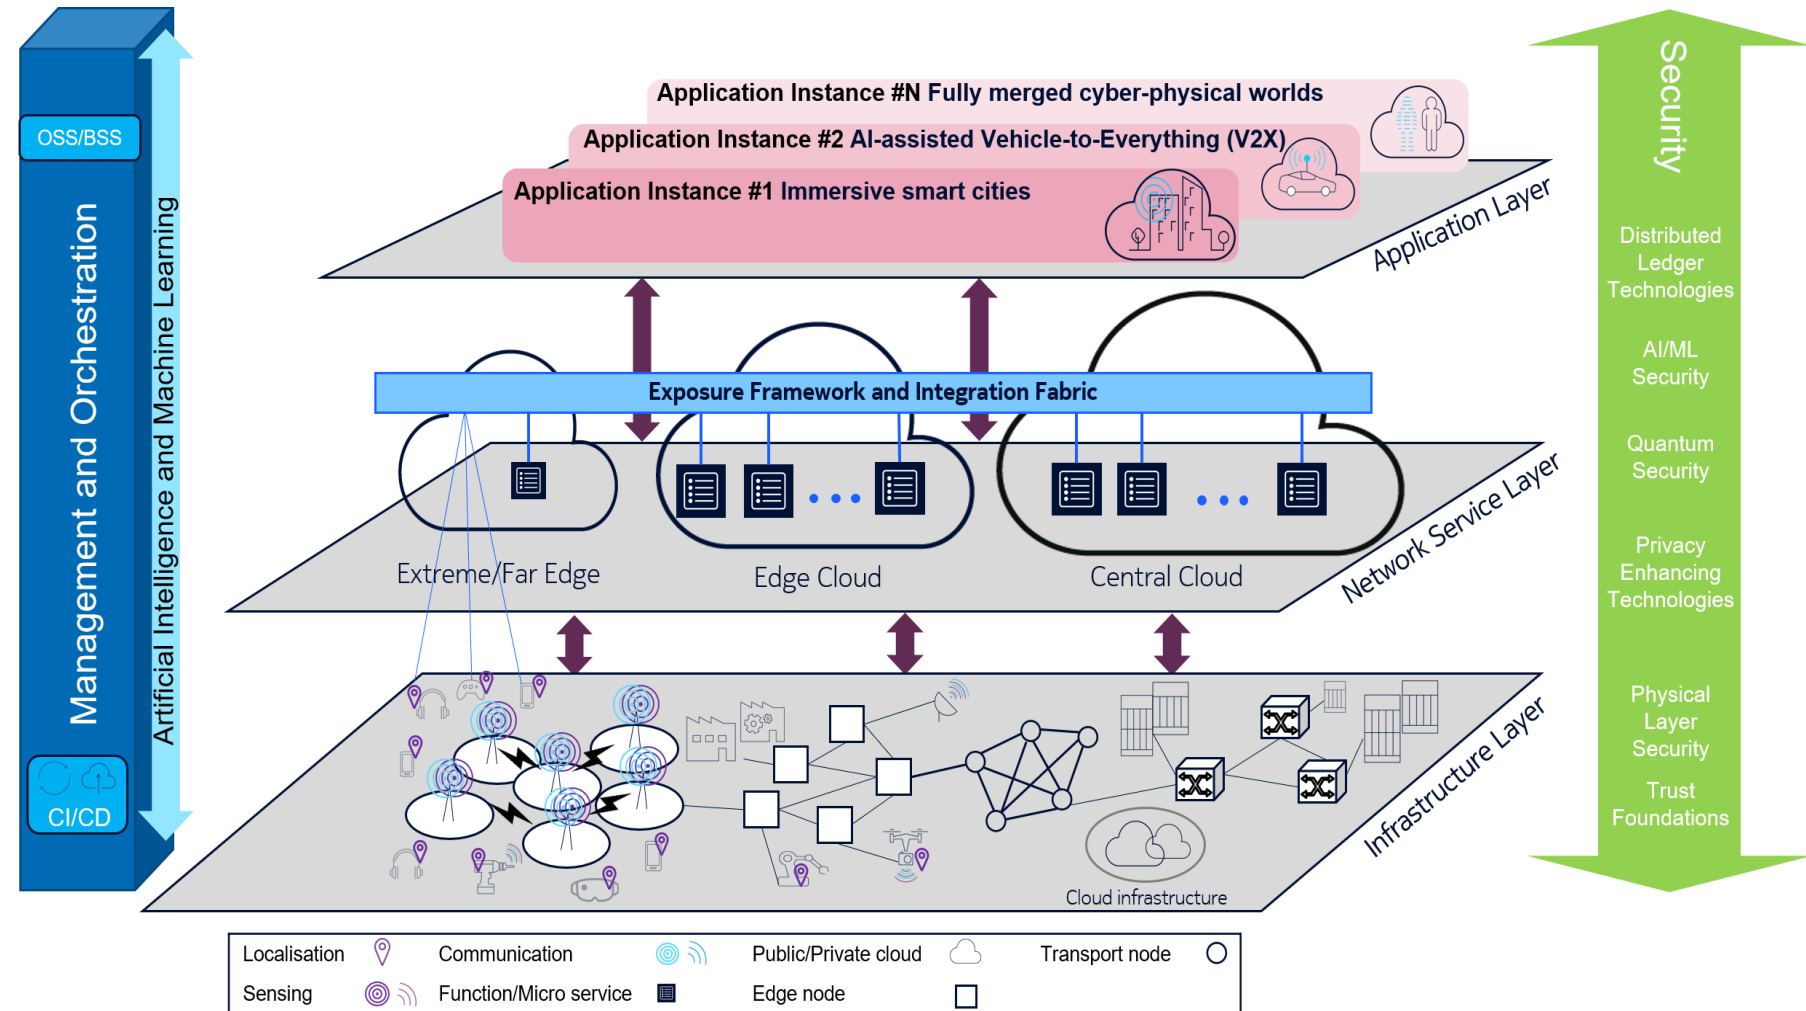 OSS/BSS
Management and Orchestration
CI/CD
Artificial Intelligence and Machine Learning
Application Instance #N Fully merged cyber-physical worlds
Application Instance #2 AI-assisted Vehicle-to-Everything (V2X)
Application Instance #1 Immersive smart cities
Application Layer
Exposure Framework and Integration Fabric
Extreme/Far Edge
Edge Cloud
Central Cloud
Network Service Layer
Cloud infrastructure
Infrastructure Layer
Security
Distributed
Ledger
Technologies
AI/ML
Security
Quantum
Security
Privacy
Enhancing
Technologies
Physical
Layer
Security
Trust
Foundations
Localisation
Communication
Public/Private cloud
Transport node
Sensing
Function/Micro service
Edge node